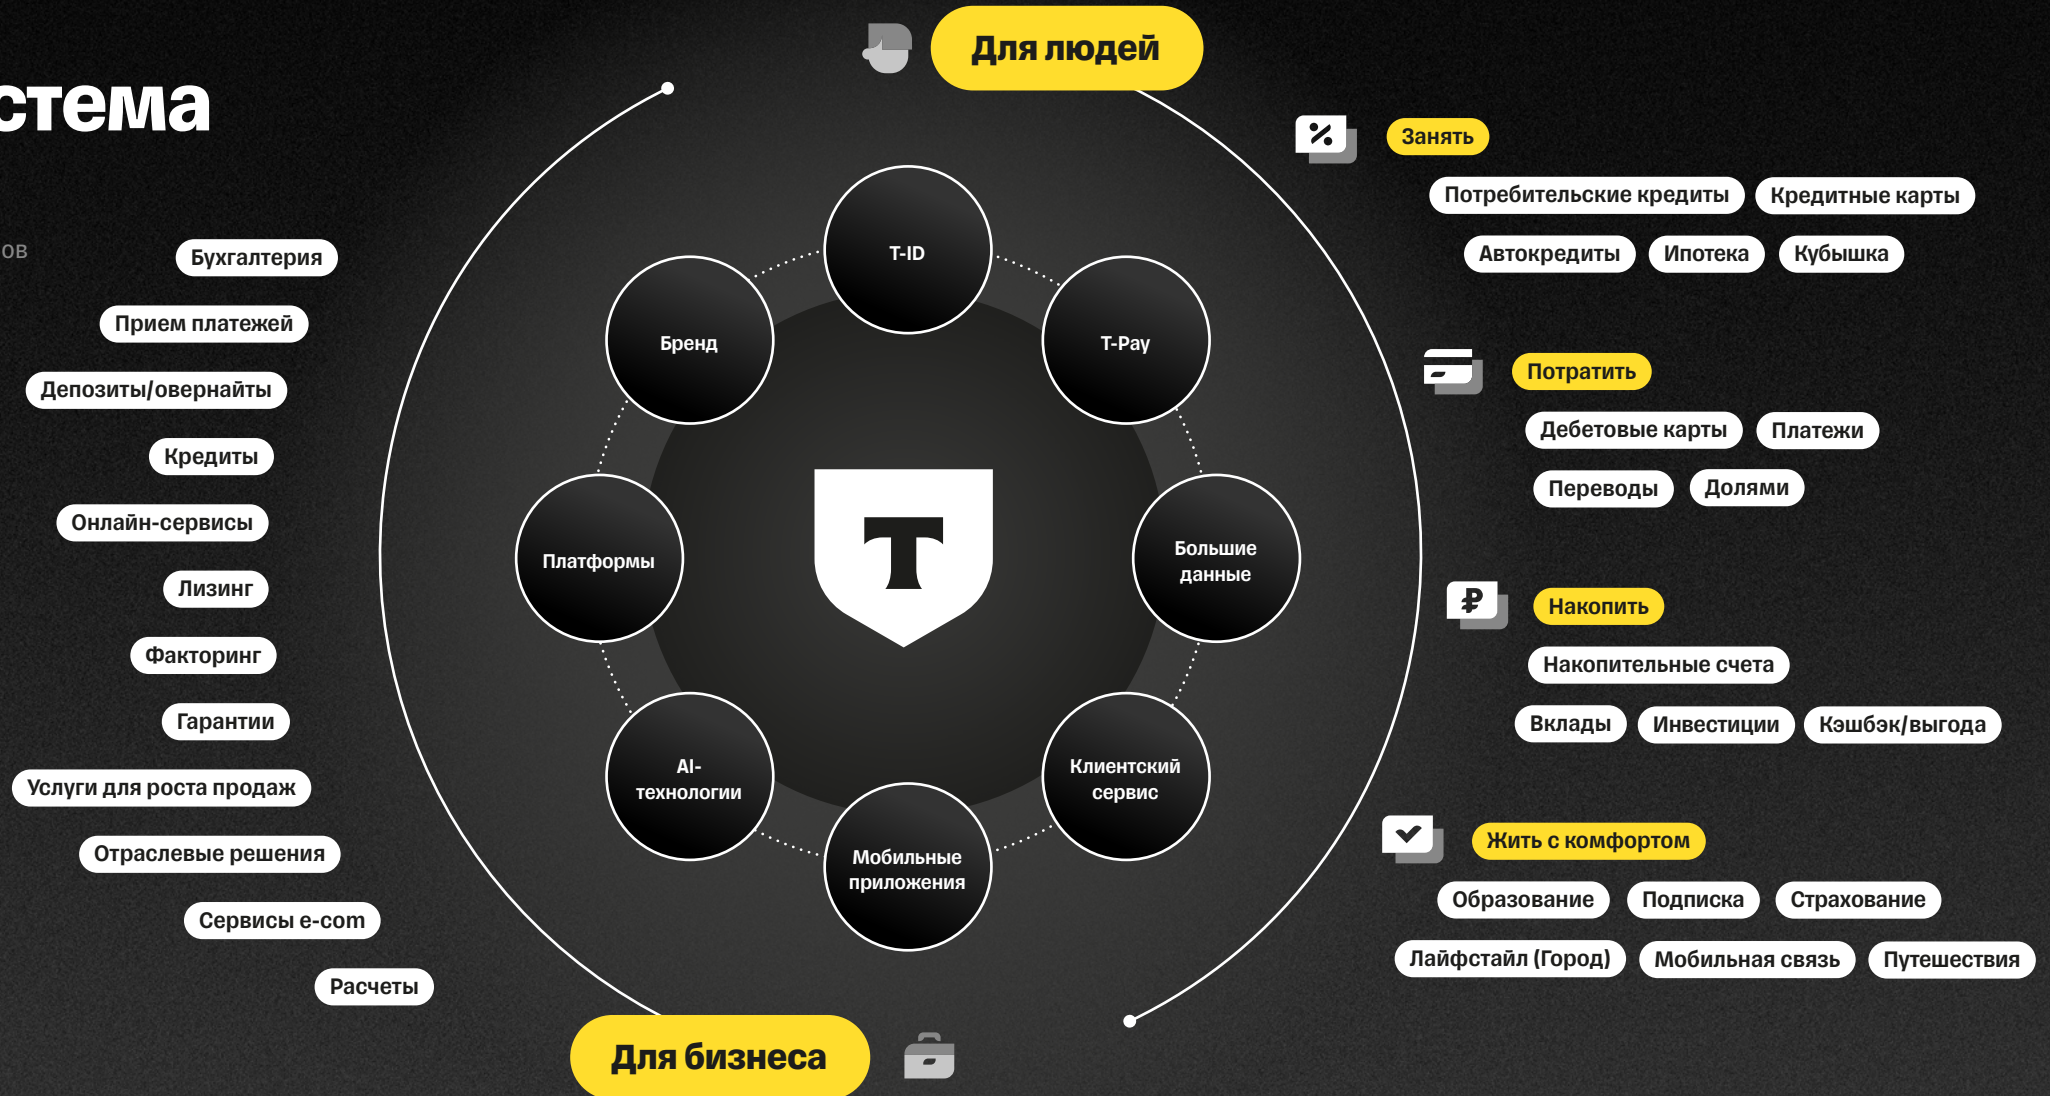 стема
ов
Для людей
Бухгалтерия
Прием платежей
Депозиты/овернайты
Кредиты
Онлайн-сервисы
Лизинг
Факторинг
Гарантии
Услуги для роста продаж
Отраслевые решения
Сервисы e-com
Расчеты
Для бизнеса
T-ID
T-Pay
Большие
данные
Клиентский
сервис
Мобильные
приложения
AI-
технологии
Платформы
Бренд
Т
Занять
Потребительские кредиты Кредитные карты
Автокредиты Ипотека Кубышка
Потратить
Дебетовые карты Платежи
Переводы Долями
₽ Накопить
Накопительные счета
Вклады Инвестиции Кэшбэк/выгода
Жить с комфортом
Образование Подписка Страхование
Лайфстайл (Город) Мобильная связь Путешествия